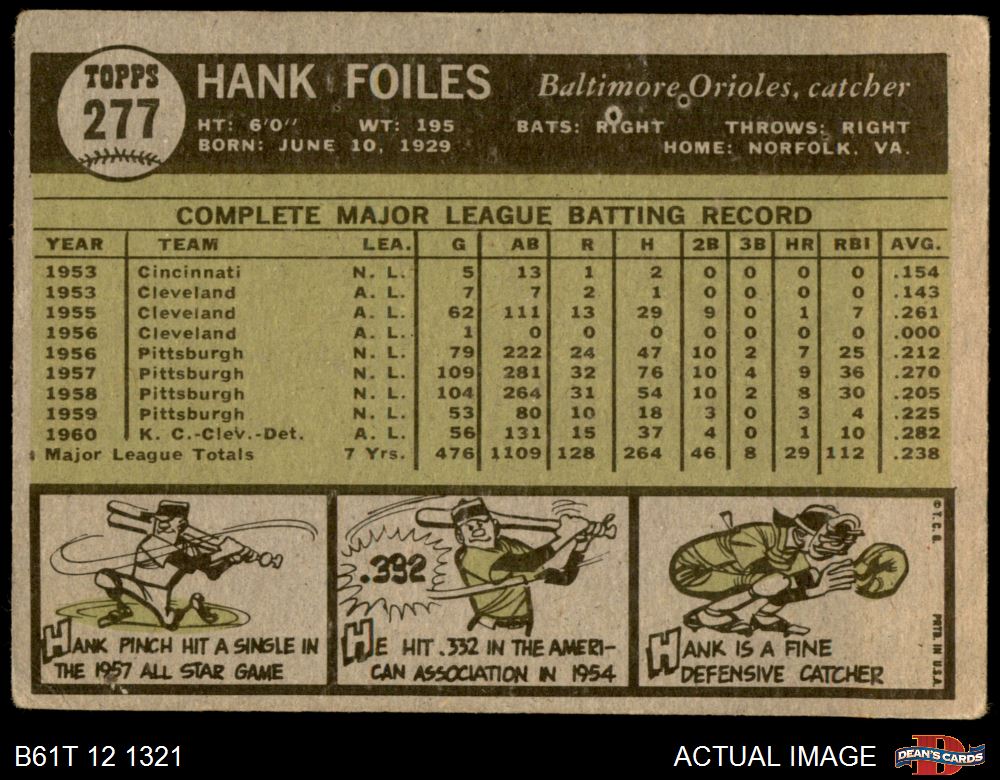 TOPPS
277
HANK FOILES
Baltimore Orioles, catcher
HT: 6'0" WT: 195 BATS: RIGHT THROWS: RIGHT
BORN: JUNE 10, 1929 HOME: NORFOLK, VA.
COMPLETE MAJOR LEAGUE BATTING RECORD
YEAR TEAM LEA. G AB R H 2B 3B HR RBI AVG.
1953 Cincinnati N. L. 5 13 1 2 0 0 0 0 .154
1953 Cleveland A. L. 7 7 2 1 0 0 0 0 .143
1955 Cleveland A. L. 62 111 13 29 9 0 1 7 .261
1956 Cleveland A. L. 1 0 0 0 0 0 0 0 .000
1956 Pittsburgh N. L. 79 222 24 47 10 2 7 25 .212
1957 Pittsburgh N. L. 109 281 32 76 10 4 9 36 .270
1958 Pittsburgh N. L. 104 264 31 54 10 2 8 30 .205
1959 Pittsburgh N. L. 53 80 10 18 3 0 3 4 .225
1960 K. C.-Clev.-Det. A. L. 56 131 15 37 4 0 1 10 .282
Major League Totals 7 Yrs. 476 1109 128 264 46 8 29 112 .238
HANK PINCH HIT A SINGLE IN
THE 1957 ALL STAR GAME
.392
HE HIT .332 IN THE AMERI-
CAN ASSOCIATION IN 1954
HANK IS A FINE
DEFENSIVE CATCHER
© T. C. G.
PRTD. IN U.S.A.
B61T 12 1321
ACTUAL IMAGE
D
DEAN'S CARDS